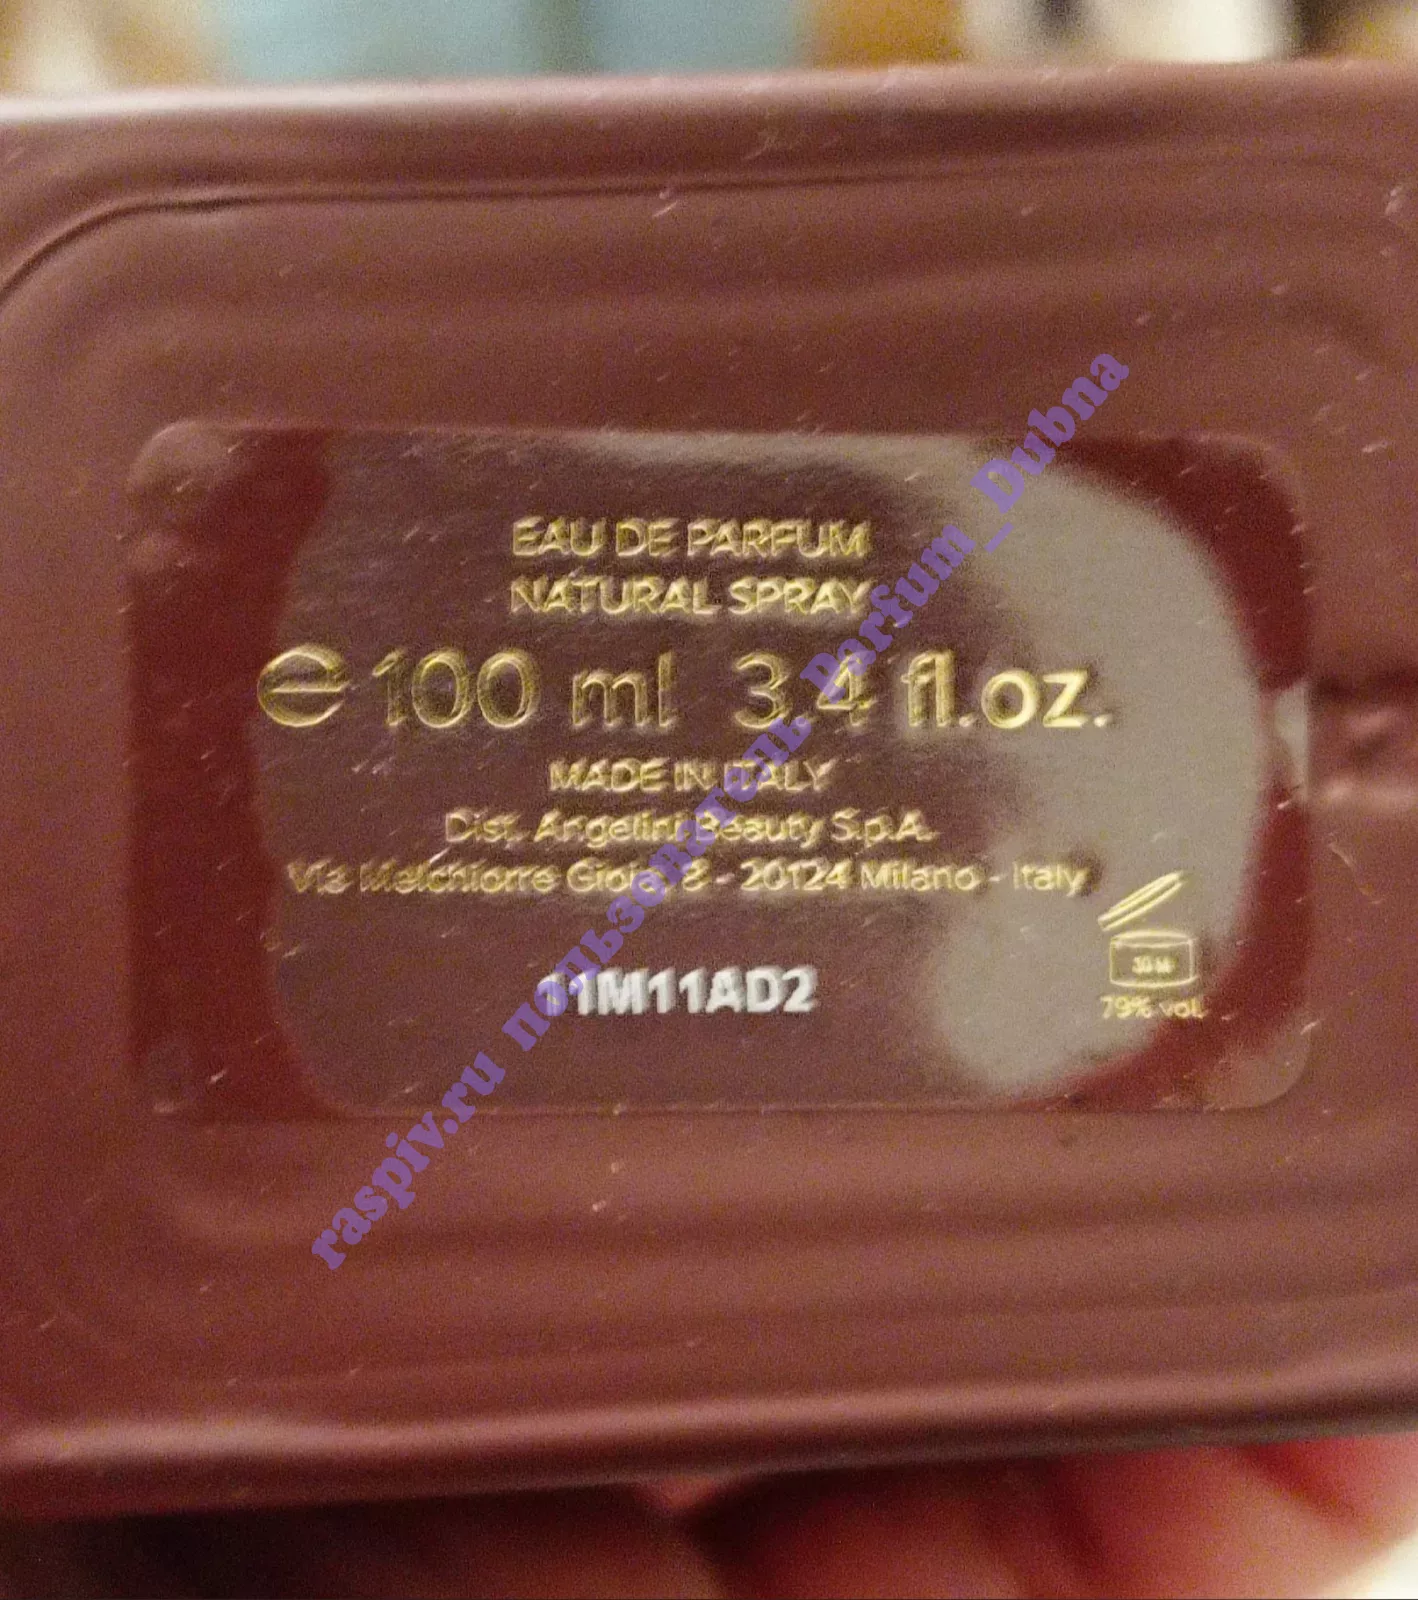 EAU DE PARFUM
NATURAL SPRAY
℮ 100 ml 3.4 fl.oz.
MADE IN ITALY
Dist. Angelini Beauty S.p.A.
Via Melchiorre Gioia, 8 - 20124 Milano - Italy
11M11AD2
79% vol.
raspiv.ru пользователь Parfum_Dubna